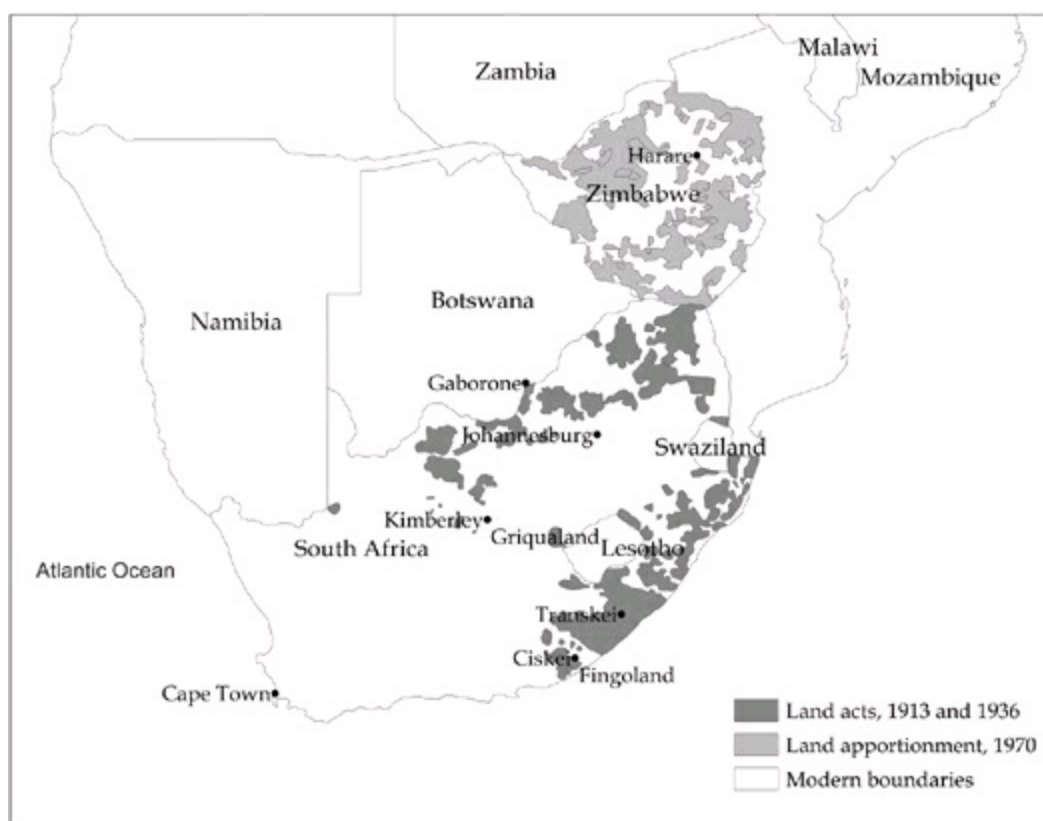 Malawi
Zambia
Mozambique
Harare
Zimbabwe
Botswana
Namibia
Gaborone
Johannesburg
Swaziland
Kimberley
Griqualand
South Africa
Lesotho
Atlantic Ocean
Transkei
Ciskei
Fingoland
Cape Town
Land acts, 1913 and 1936
Land apportionment, 1970
Modern boundaries